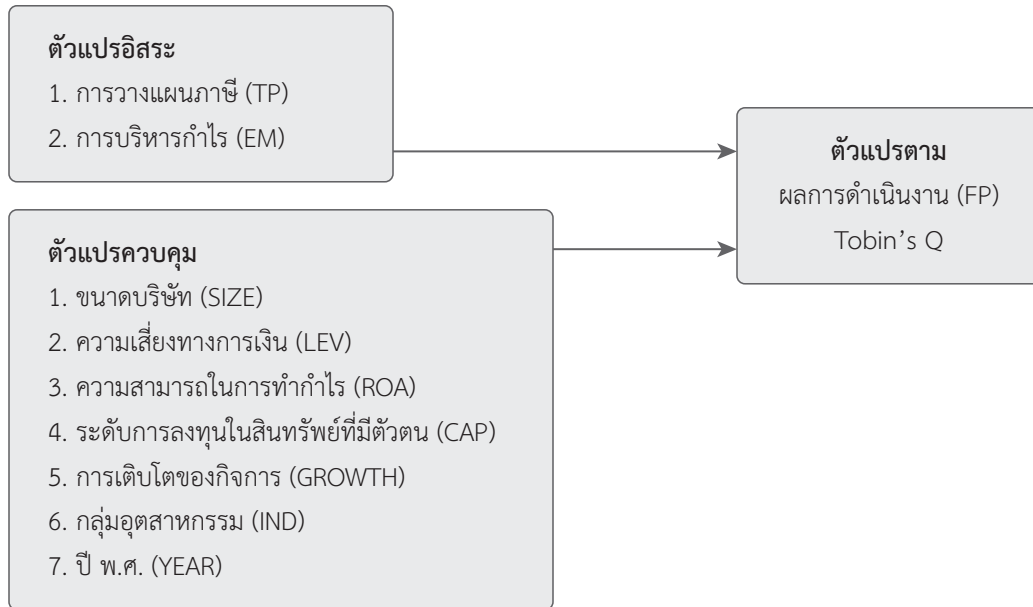 ตัวแปรอิสระ
1. การวางแผนภาษี (TP)
2. การบริหารกำไร (EM)
ตัวแปรตาม
ผลการดำเนินงาน (FP)
Tobin’s Q
ตัวแปรควบคุม
1. ขนาดบริษัท (SIZE)
2. ความเสี่ยงทางการเงิน (LEV)
3. ความสามารถในการทำกำไร (ROA)
4. ระดับการลงทุนในสินทรัพย์ที่มีตัวตน (CAP)
5. การเติบโตของกิจการ (GROWTH)
6. กลุ่มอุตสาหกรรม (IND)
7. ปี พ.ศ. (YEAR)